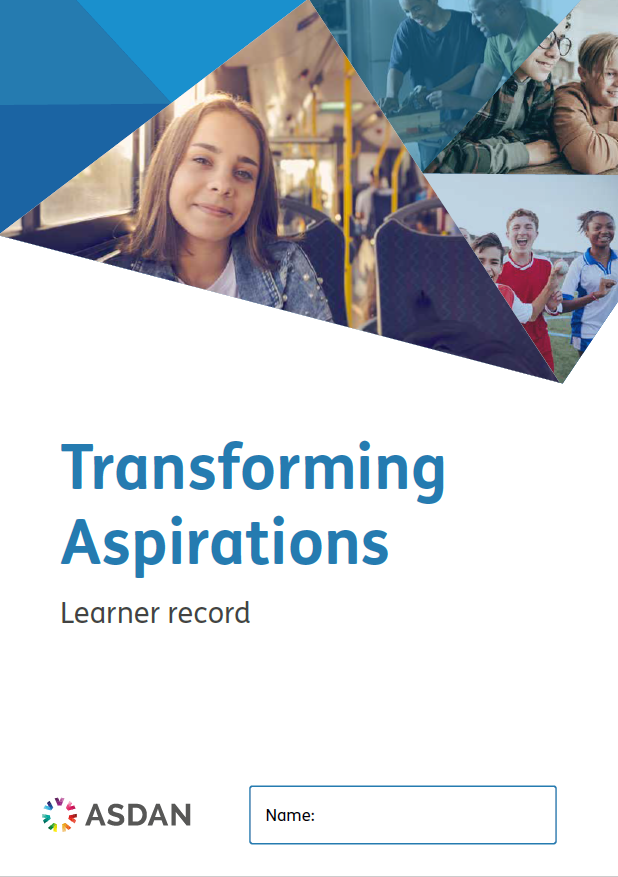 Transforming
Aspirations
Learner record
ASDAN
Name: